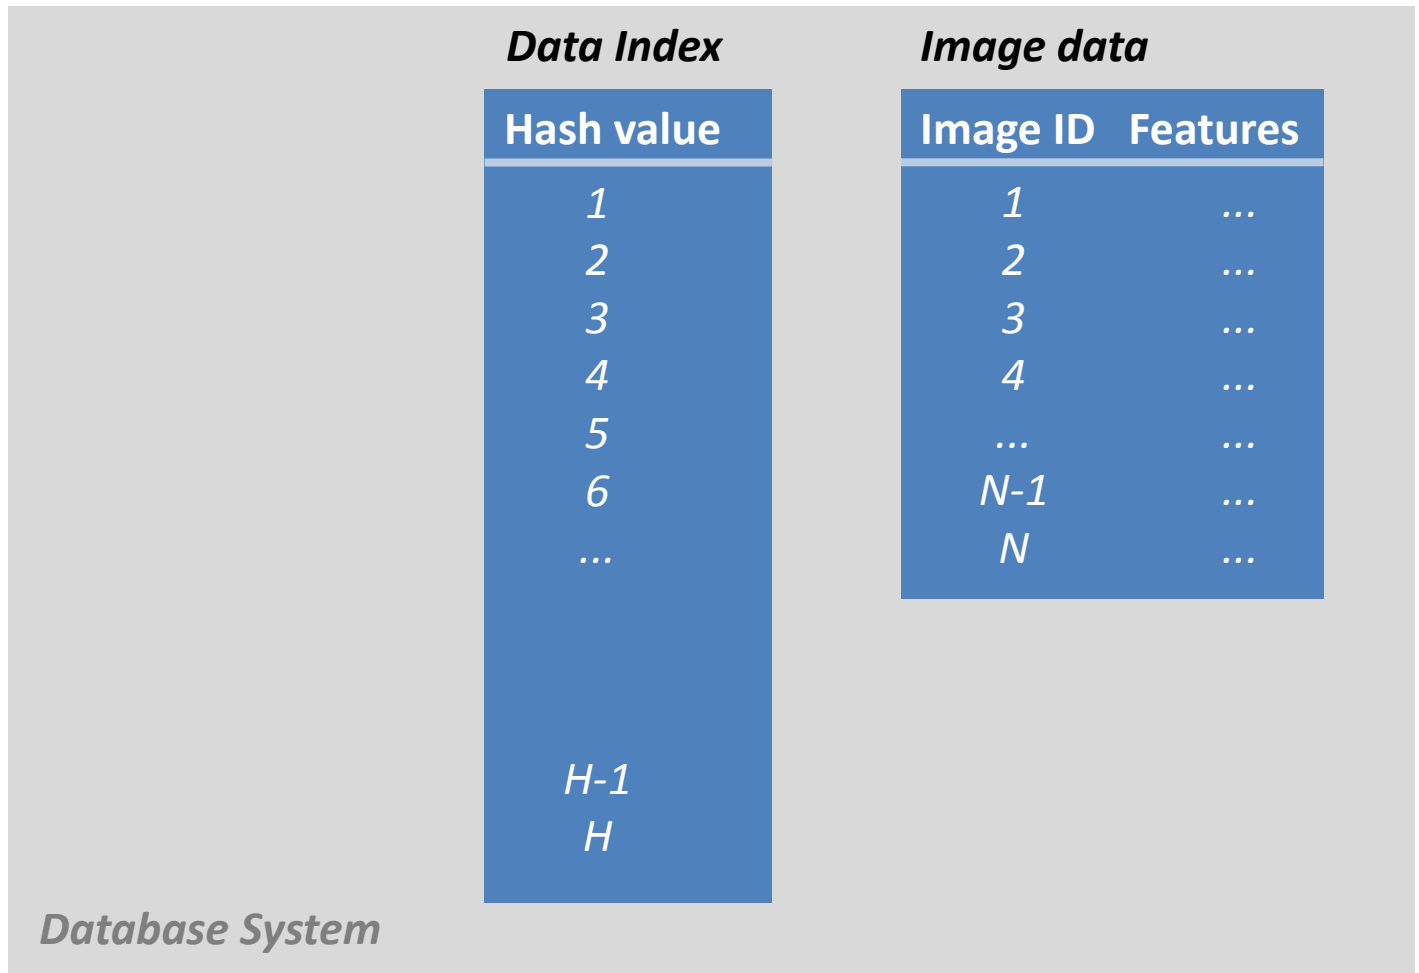 Data Index
Hash value
1
2
3
4
5
6
...
H-1
H
Image data
Image ID Features
1 ...
2 ...
3 ...
4 ...
... ...
N-1 ...
N ...
Database System